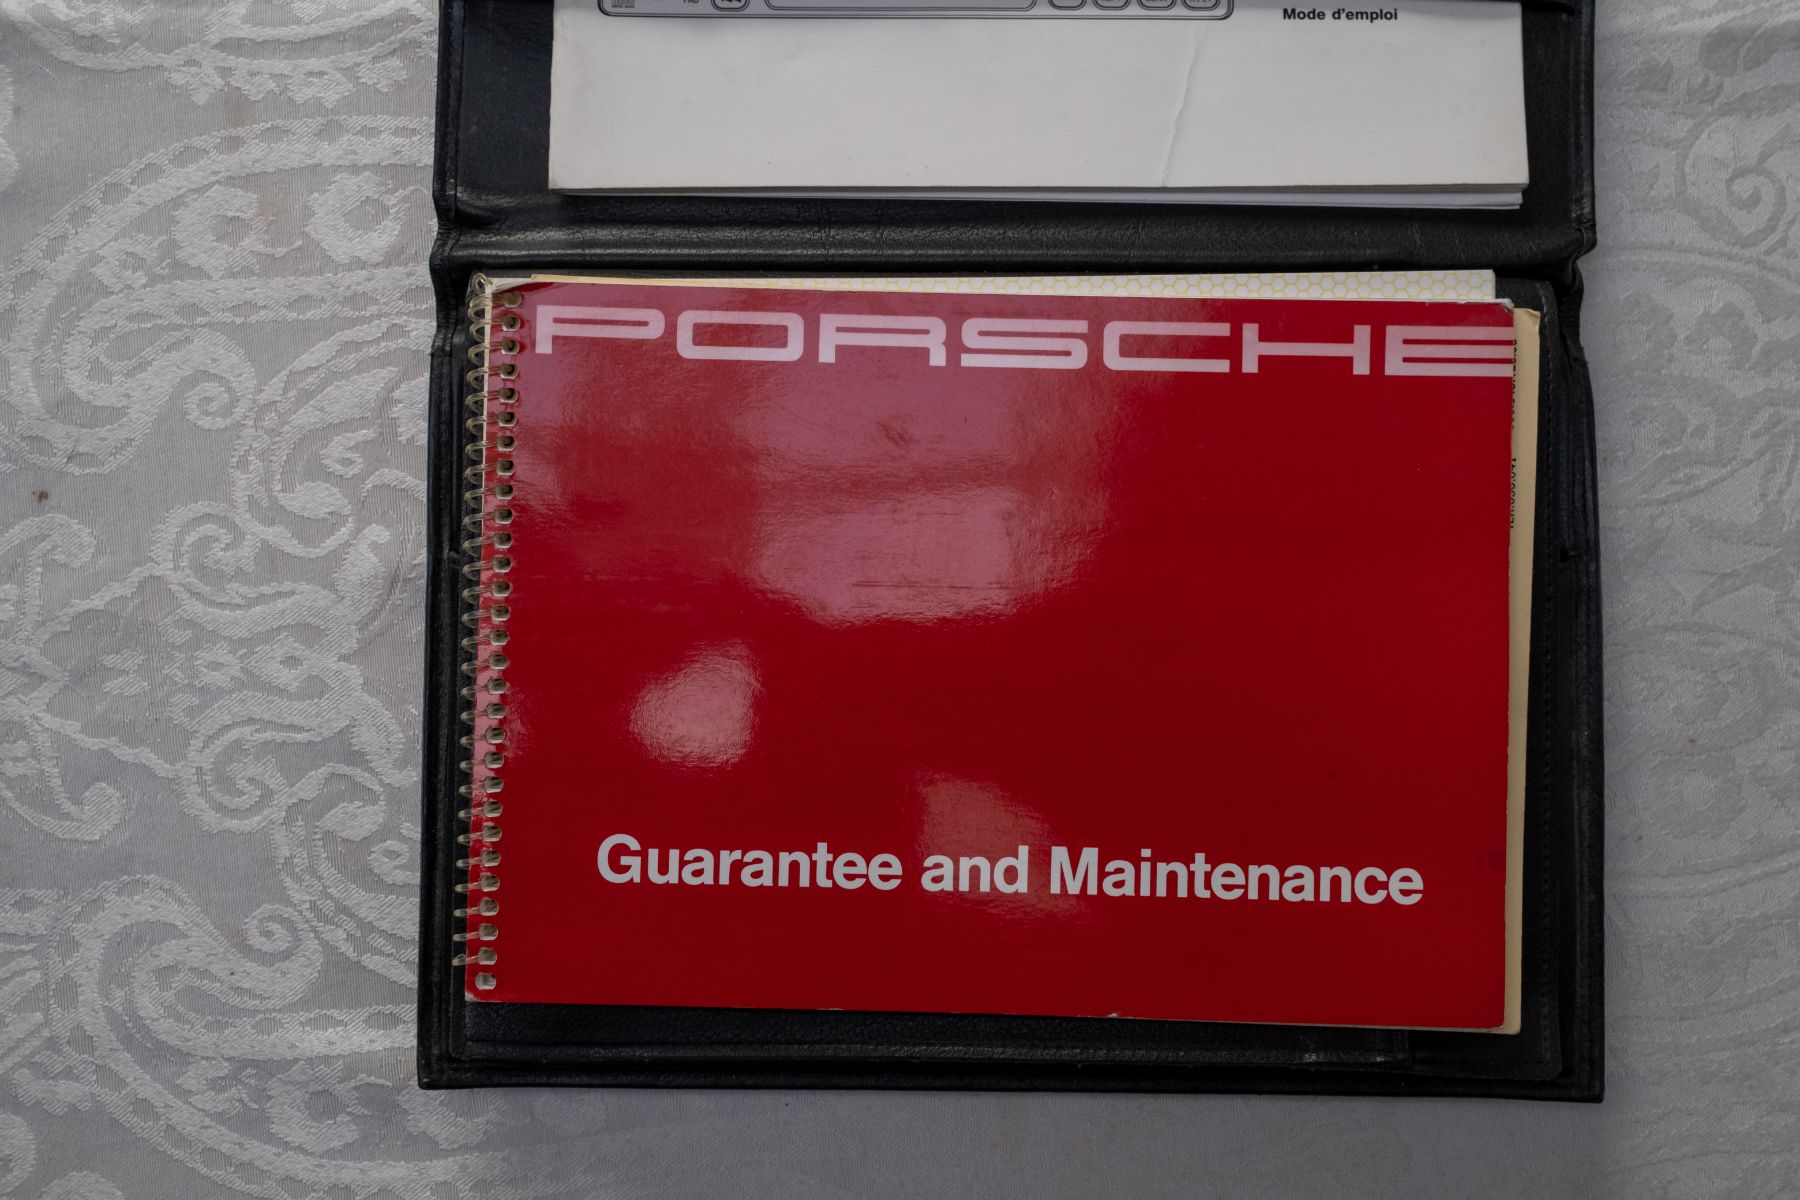 Mode d'emploi
PORSCHE
Guarantee and Maintenance